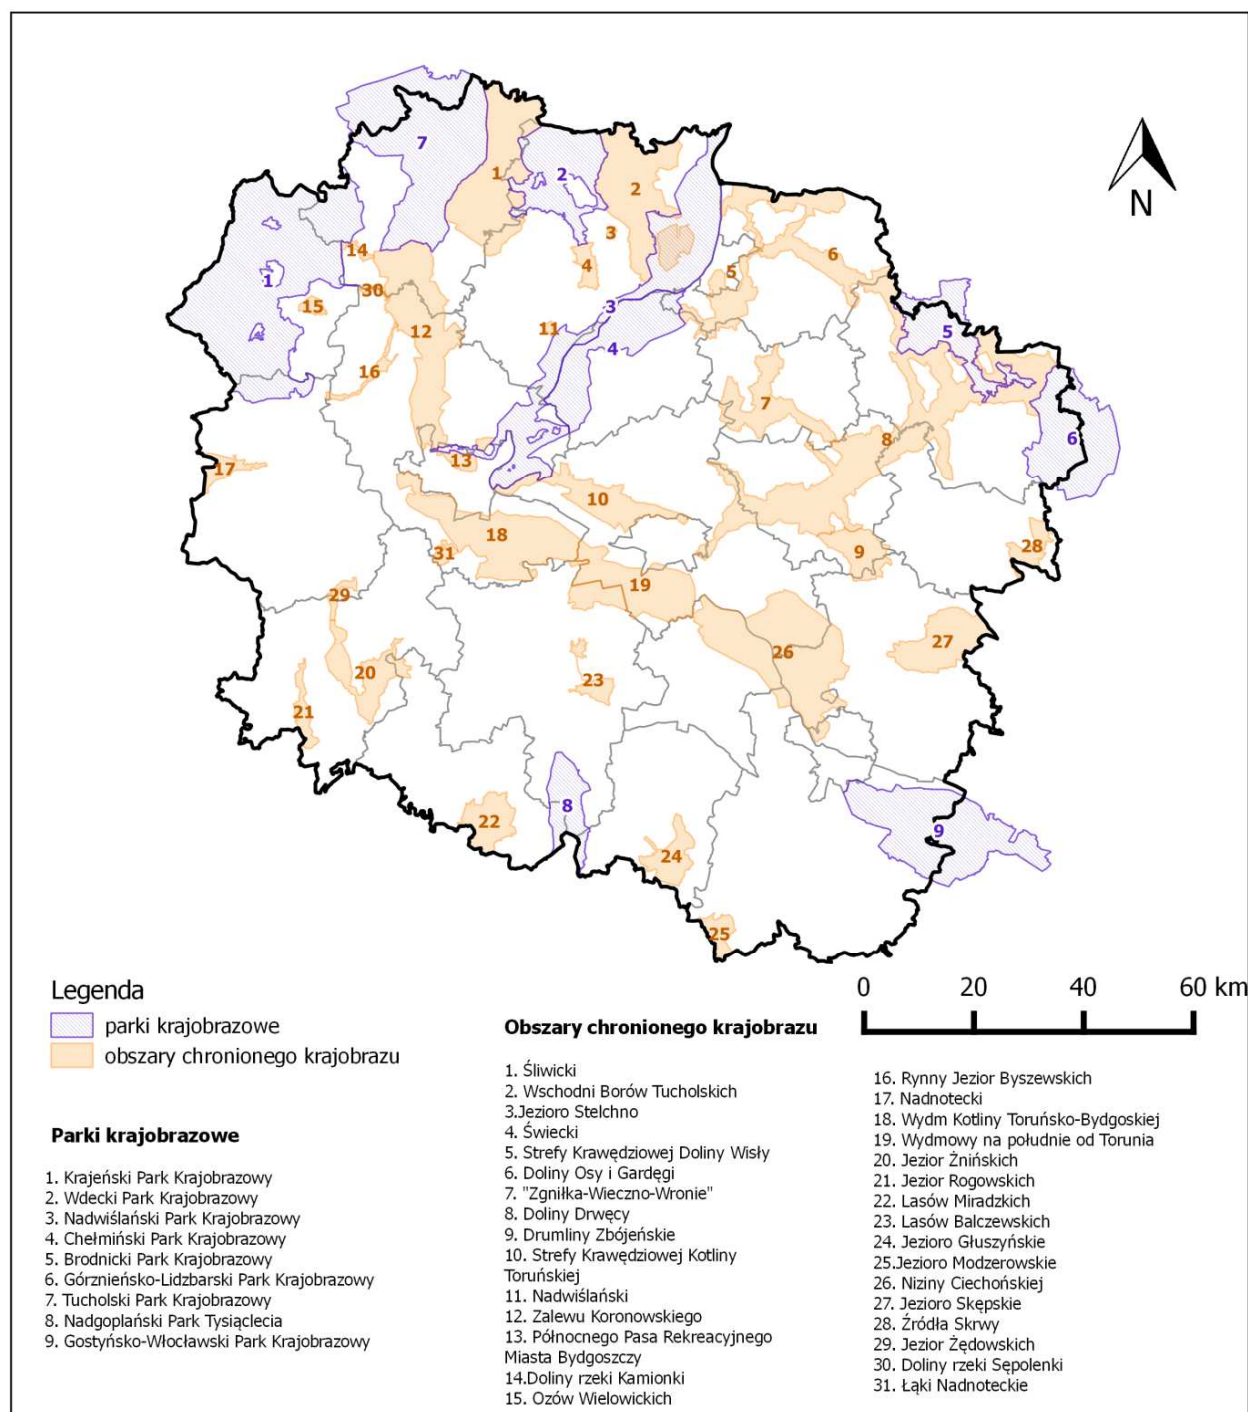 7
1
2
2
3
14
4
5
6
1
30
15
3
11
12
4
5
16
7
6
8
13
17
10
18
31
9
28
19
29
27
26
20
23
21
8
22
9
24
25
N
Legenda
parki krajobrazowe
obszary chronionego krajobrazu
0 20 40 60 km
Parki krajobrazowe
1. Krajeński Park Krajobrazowy
2. Wdecki Park Krajobrazowy
3. Nadwiślański Park Krajobrazowy
4. Chełmiński Park Krajobrazowy
5. Brodnicki Park Krajobrazowy
6. Górznieńsko-Lidzbarski Park Krajobrazowy
7. Tucholski Park Krajobrazowy
8. Nadgoplański Park Tysiąclecia
9. Gostyńsko-Włocławski Park Krajobrazowy
Obszary chronionego krajobrazu
1. Śliwicki
2. Wschodni Borów Tucholskich
3.Jezioro Stelchno
4. Świecki
5. Strefy Krawędziowej Doliny Wisły
6. Doliny Osy i Gardęgi
7. "Zgniłka-Wieczno-Wronie"
8. Doliny Drwęcy
9. Drumliny Zbójeńskie
10. Strefy Krawędziowej Kotliny
Toruńskiej
11. Nadwiślański
12. Zalewu Koronowskiego
13. Północnego Pasa Rekreacyjnego
Miasta Bydgoszczy
14.Doliny rzeki Kamionki
15. Ozów Wielowickich
16. Rynny Jezior Byszewskich
17. Nadnotecki
18. Wydm Kotliny Toruńsko-Bydgoskiej
19. Wydmowy na południe od Torunia
20. Jezior Żnińskich
21. Jezior Rogowskich
22. Lasów Miradzkich
23. Lasów Balczewskich
24. Jezioro Głuszyńskie
25.Jezioro Modzerowskie
26. Niziny Ciechońskiej
27. Jezioro Skępskie
28. Źródła Skrwy
29. Jezior Żędowskich
30. Doliny rzeki Sępolenki
31. Łąki Nadnoteckie